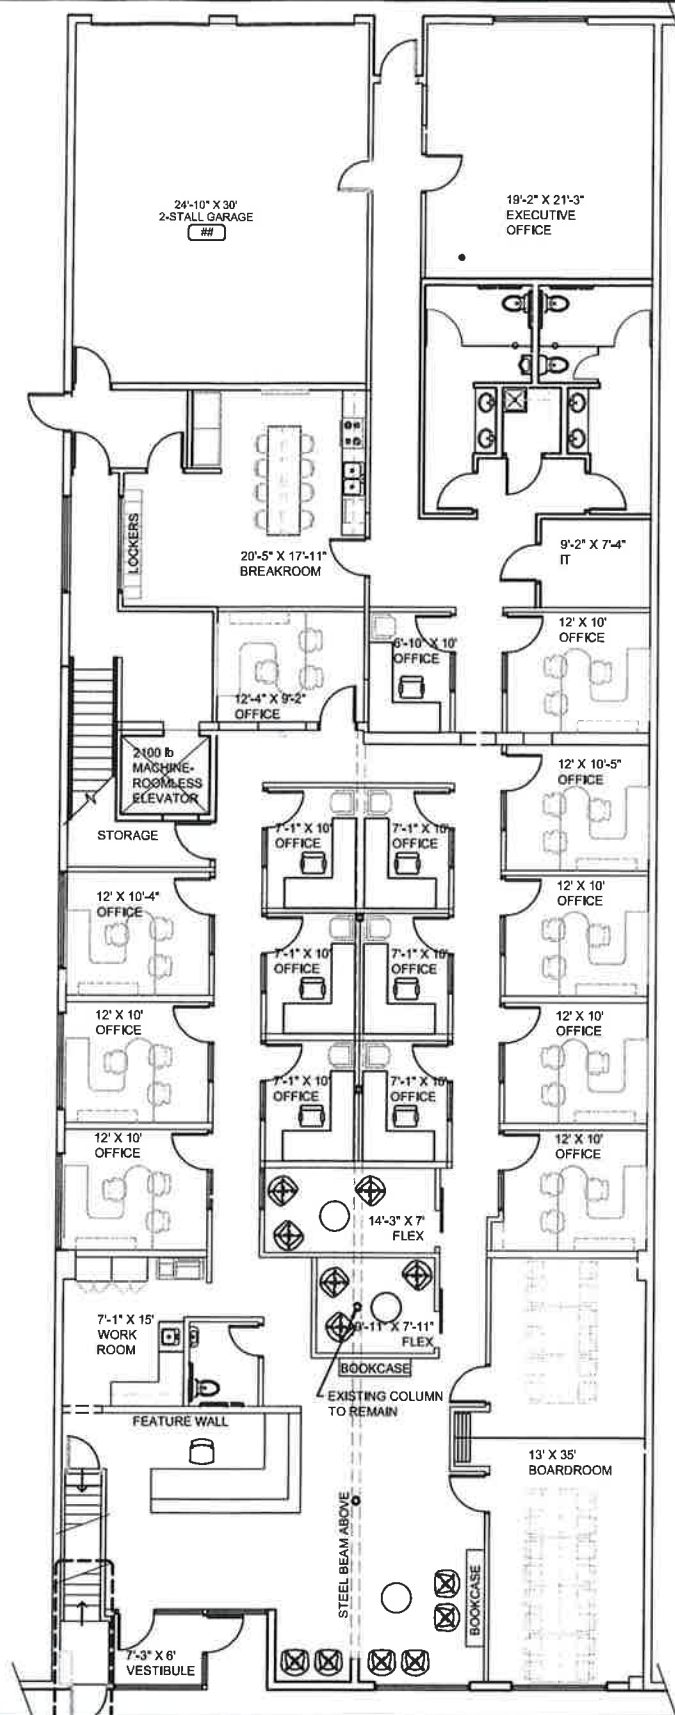 24'-10" X 30'
2-STALL GARAGE
##
19'-2" X 21'-3"
EXECUTIVE
OFFICE
LOCKERS
20'-5" X 17'-11"
BREAKROOM
9'-2" X 7'-4"
IT
12'-4" X 9'-2"
OFFICE
6'-10" X 10'
OFFICE
12' X 10'
OFFICE
2100 lb
MACHINE-
ROOMLESS
ELEVATOR
STORAGE
12' X 10'-5"
OFFICE
7'-1" X 10'
OFFICE
7'-1" X 10'
OFFICE
12' X 10'-4"
OFFICE
12' X 10'
OFFICE
7'-1" X 10'
OFFICE
7'-1" X 10'
OFFICE
12' X 10'
OFFICE
12' X 10'
OFFICE
7'-1" X 10'
OFFICE
7'-1" X 10'
OFFICE
12' X 10'
OFFICE
12' X 10'
OFFICE
14'-3" X 7'
FLEX
7'-1" X 15'
WORK
ROOM
9'-11" X 7'-11"
FLEX
BOOKCASE
EXISTING COLUMN
TO REMAIN
FEATURE WALL
13' X 35'
BOARDROOM
STEEL BEAM ABOVE
BOOKCASE
7'-3" X 6'
VESTIBULE